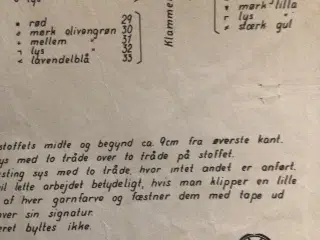 lys "
rød 29
mørk olivengrøn 30
+ mellem " 31
lys " 32
< lavendelblå 33
Klamme
mørk lilla
lys "
stærk gul
stoffets midte og begynd ca. 9cm fra øverste kant.
sys med to tråde over to tråde på stoffet.
sting sys med to tråde, hvor intet andet er anført.
vil lette arbejdet betydeligt, hvis man klipper en lille
af hver garnfarve og fæstner dem med tape ud
over sin signatur.
eret byttes ikke.